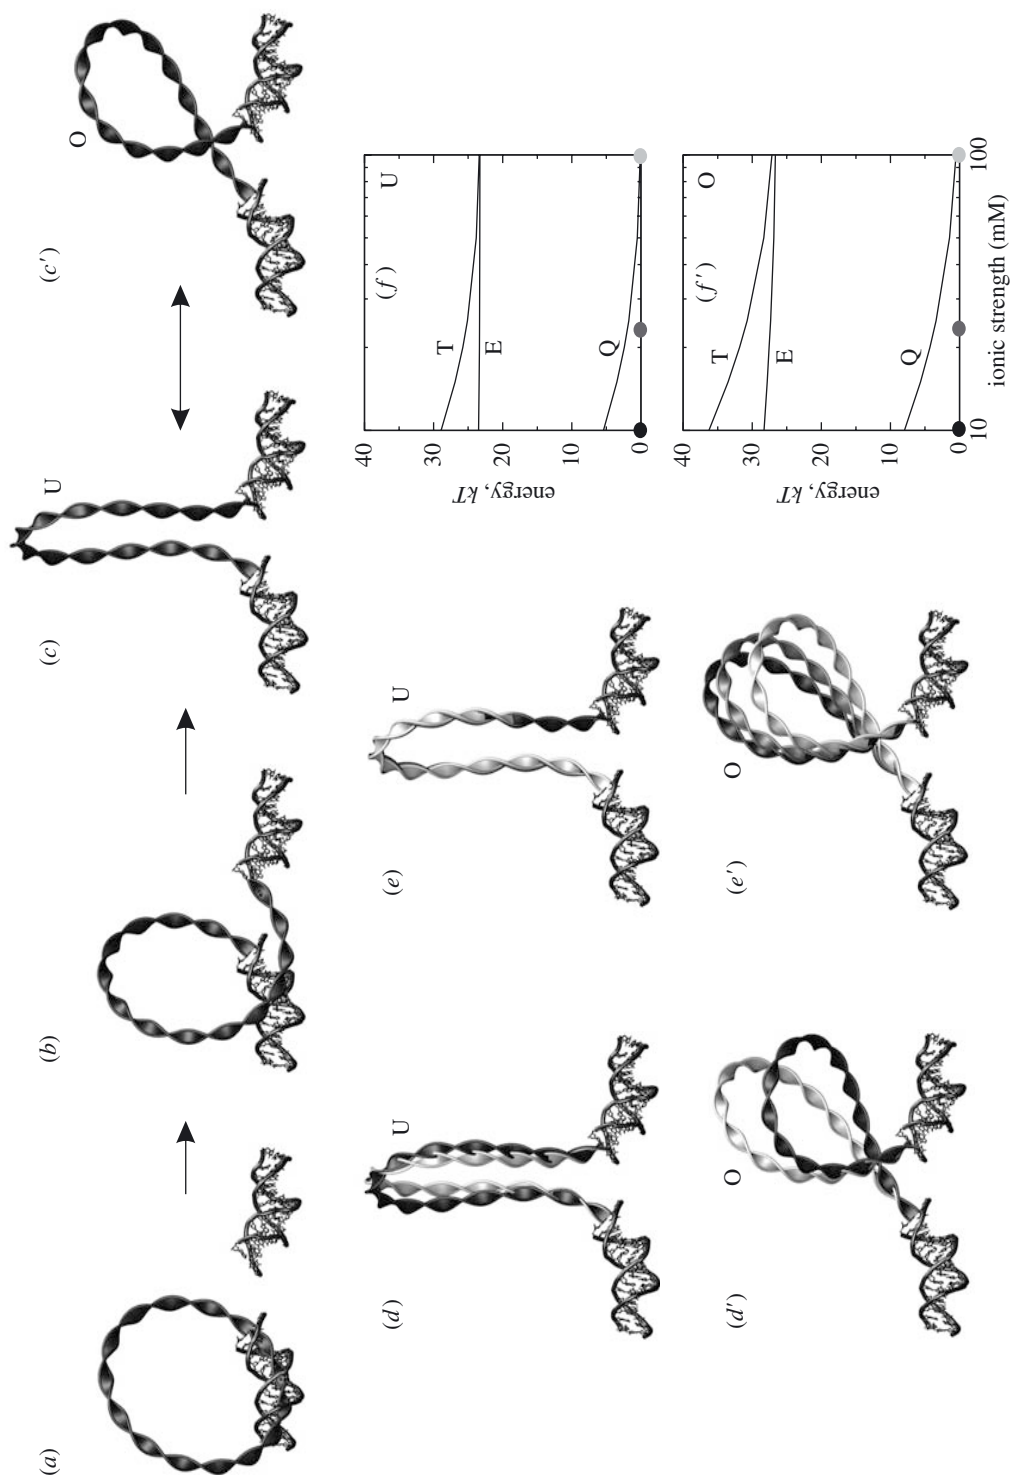 (a)
(b)
(c)
U
(c′)
O
(d)
U
(e)
U
(f)
U
T
E
Q
40
30
20
10
0
energy, kT
(d′)
O
(e′)
O
(f′)
O
T
E
Q
40
30
20
10
0
energy, kT
10
100
ionic strength (mM)